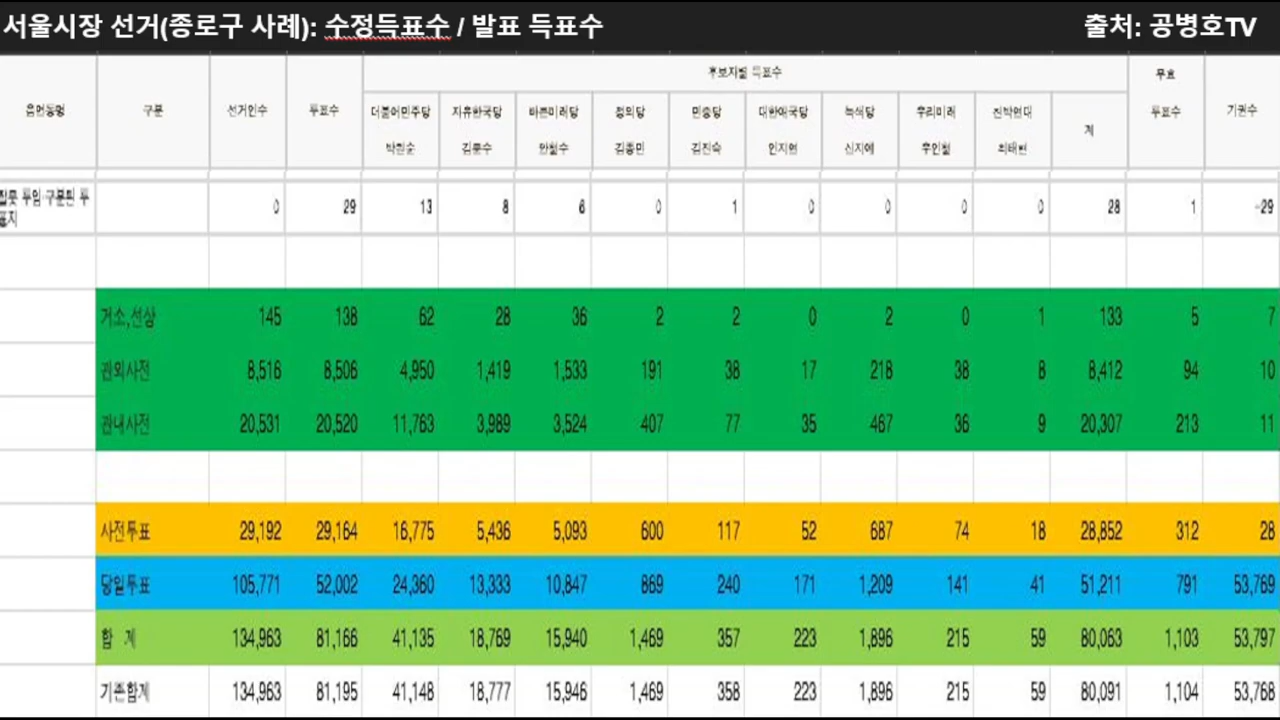 서울시장 선거(종로구 사례): 수정득표수 / 발표 득표수 출처: 공병호TV
후보자별 득표수
읍면동명 구분 선거인수 투표수 더불어민주당 박원순 자유한국당 김문수 바른미래당 안철수 정의당 김종민 민중당 김진숙 대한애국당 인지연 녹색당 신지예 우리미래 우인철 친박연대 최태현 계 무효 투표수 기권수
잘못 투입·구분된 투표지 0 29 13 8 6 0 1 0 0 0 0 28 1 -29
거소,선상 145 138 62 28 36 2 2 0 2 0 1 133 5 7
관외사전 8,516 8,506 4,950 1,419 1,533 191 38 17 218 38 8 8,412 94 10
관내사전 20,531 20,520 11,763 3,989 3,524 407 77 35 467 36 9 20,307 213 11
사전투표 29,192 29,164 16,775 5,436 5,093 600 117 52 687 74 18 28,852 312 28
당일투표 105,771 52,002 24,360 13,333 10,847 869 240 171 1,209 141 41 51,211 791 53,769
합 계 134,963 81,166 41,135 18,769 15,940 1,469 357 223 1,896 215 59 80,063 1,103 53,797
기존합계 134,963 81,195 41,148 18,777 15,946 1,469 358 223 1,896 215 59 80,091 1,104 53,768